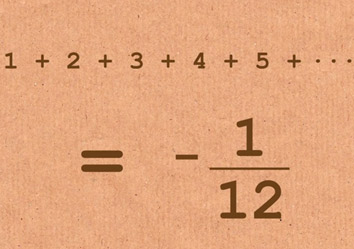 1 + 2 + 3 + 4 + 5 + ···
= - 1/12